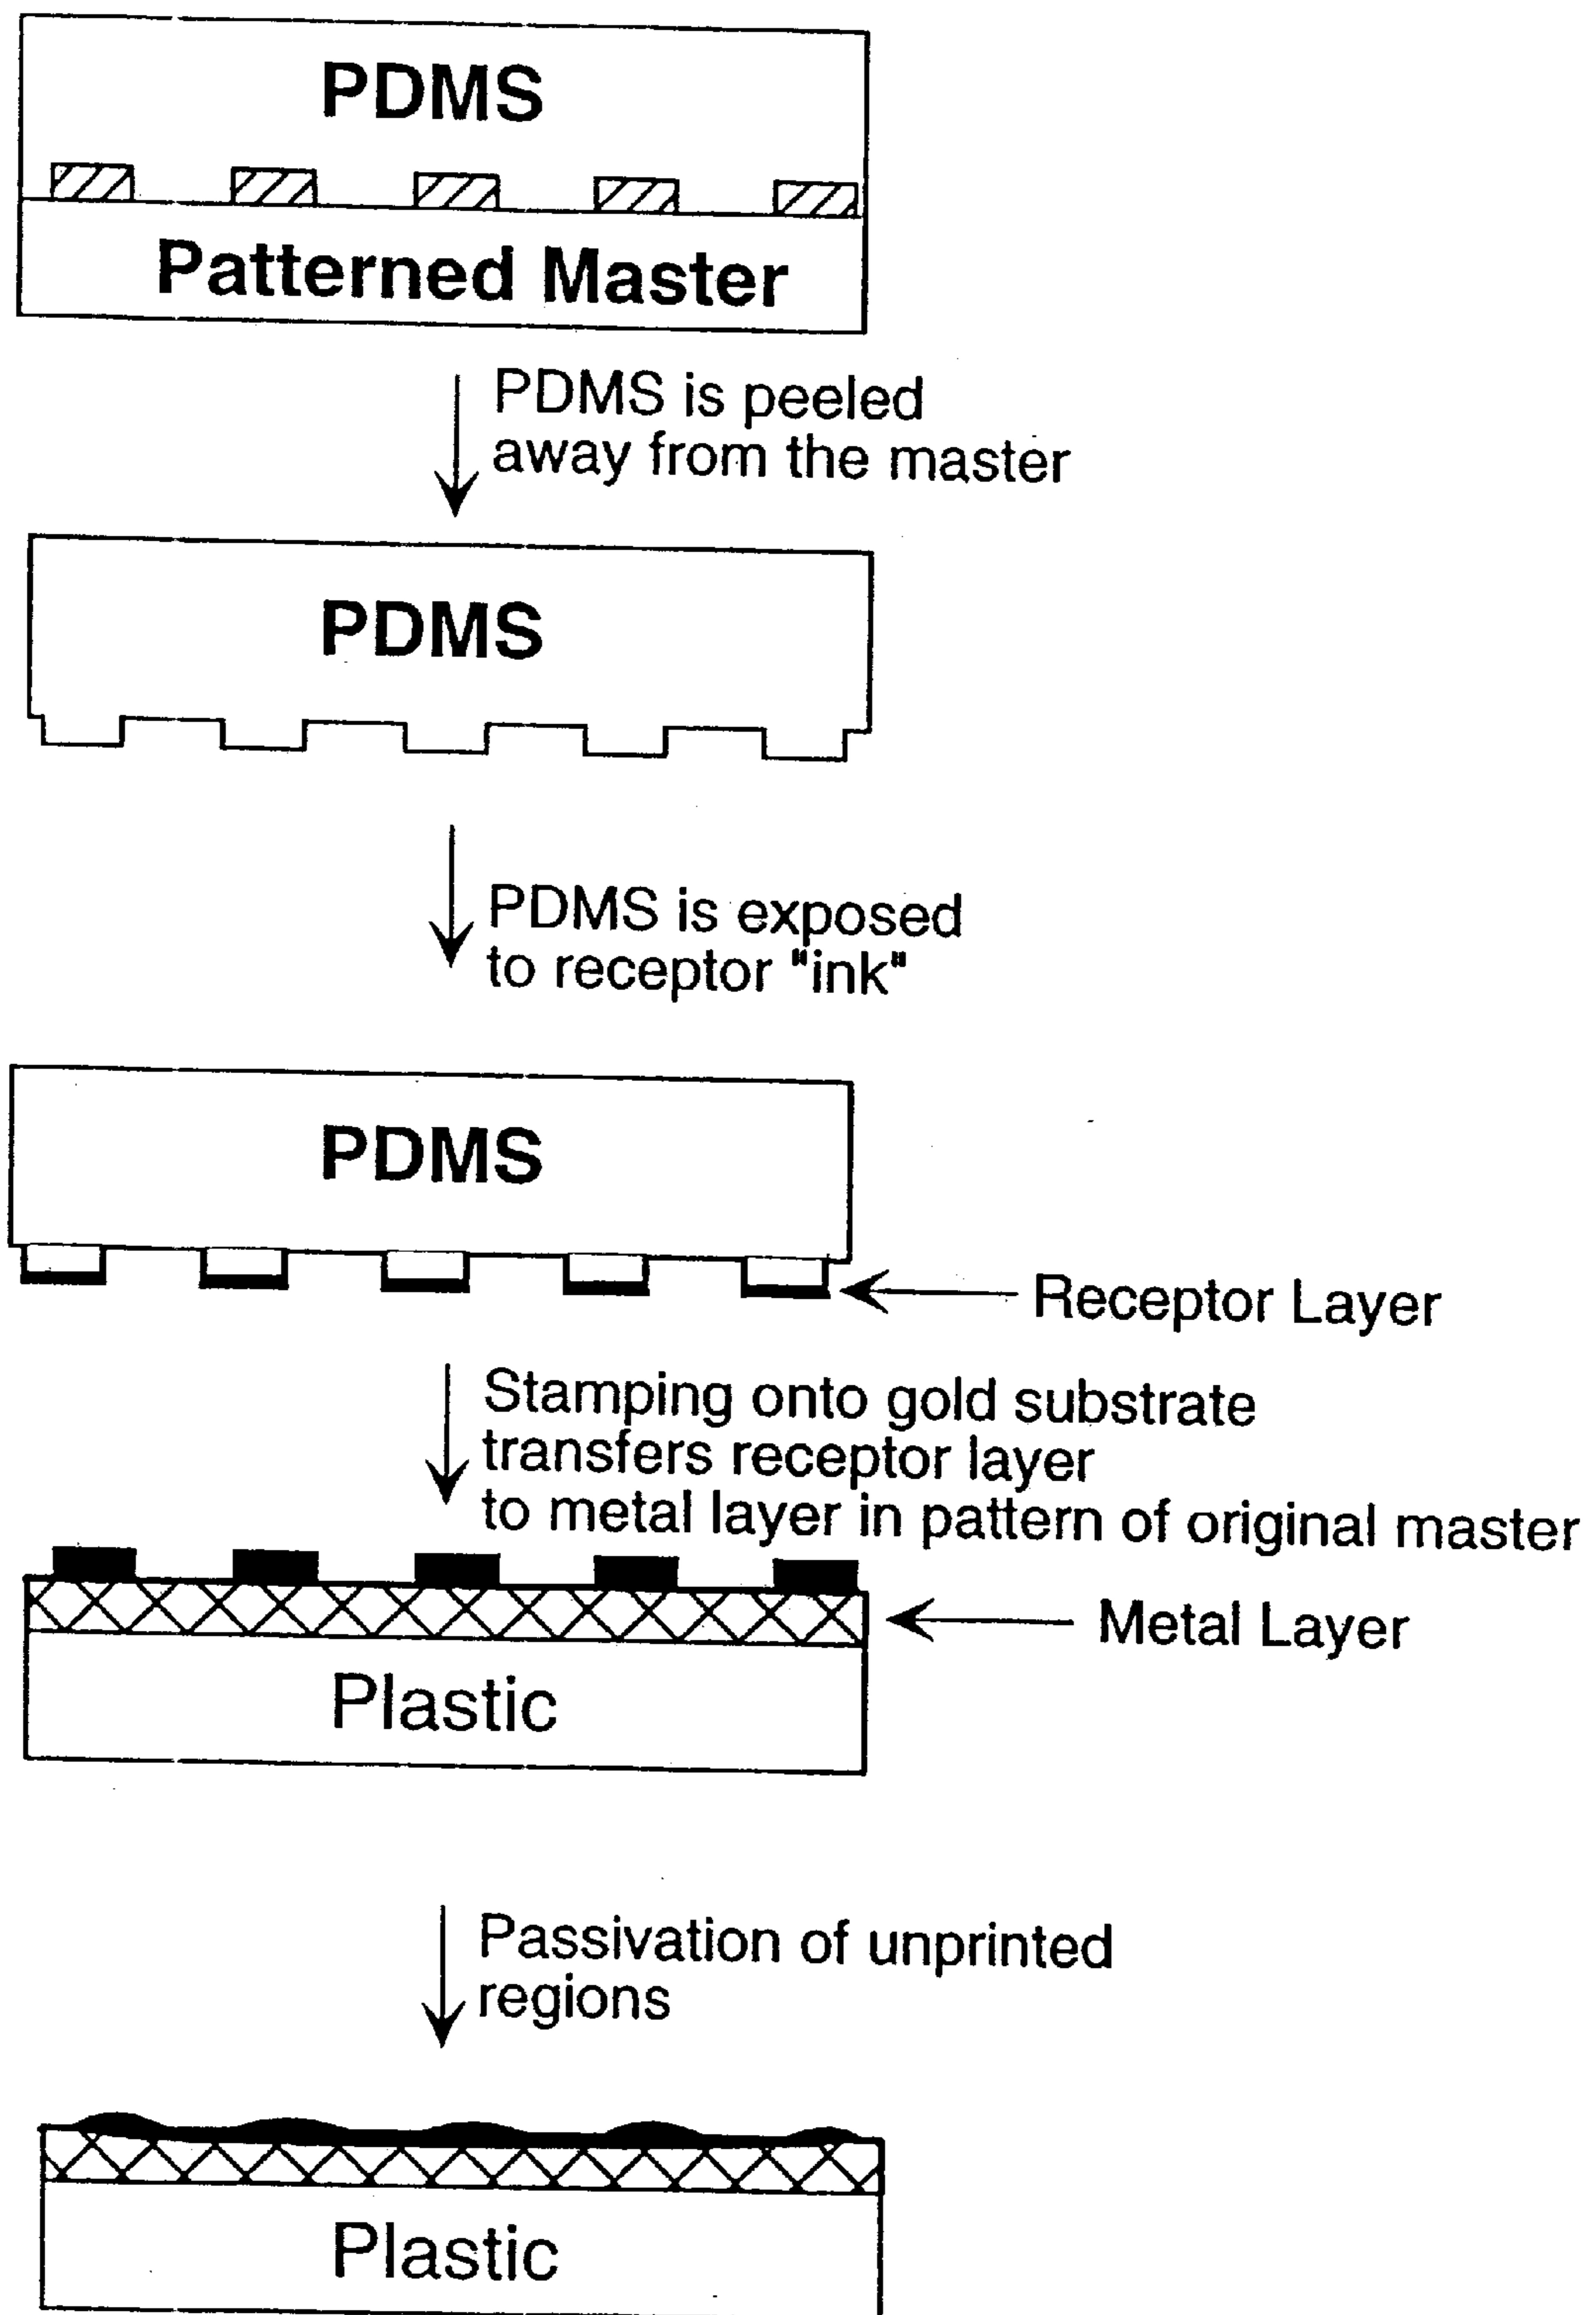 PDMS
Patterned Master
PDMS is peeled
away from the master
PDMS
PDMS is exposed
to receptor "ink"
PDMS
Receptor Layer
Stamping onto gold substrate
transfers receptor layer
to metal layer in pattern of original master
Metal Layer
Plastic
Passivation of unprinted
regions
Plastic